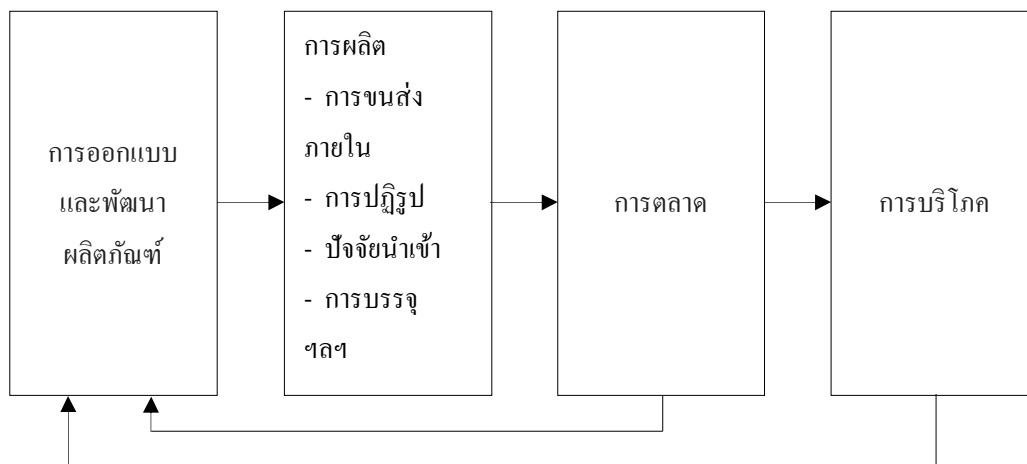 การออกแบบ
และพัฒนา
ผลิตภัณฑ์
การผลิต
- การขนส่ง
ภายใน
- การปฏิรูป
- ปัจจัยนำเข้า
- การบรรจุ
ฯลฯ
การตลาด
การบริโภค